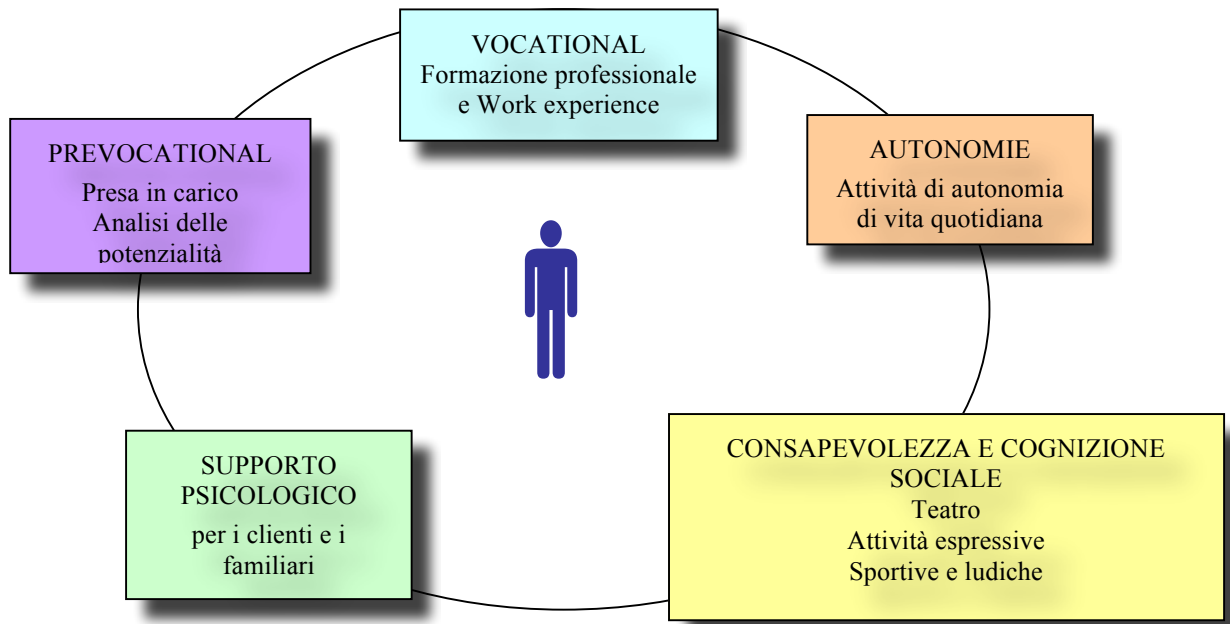 VOCATIONAL
Formazione professionale
e Work experience
PREVOCATIONAL
Presa in carico
Analisi delle
potenzialità
AUTONOMIE
Attività di autonomia
di vita quotidiana
SUPPORTO
PSICOLOGICO
per i clienti e i
familiari
CONSAPEVOLEZZA E COGNIZIONE
SOCIALE
Teatro
Attività espressive
Sportive e ludiche